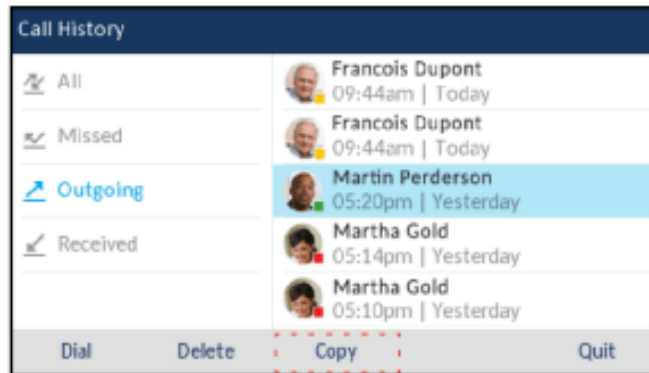 Call History
All
Missed
Outgoing
Received
Francois Dupont
09:44am | Today
Francois Dupont
09:44am | Today
Martin Perderson
05:20pm | Yesterday
Martha Gold
05:14pm | Yesterday
Martha Gold
05:10pm | Yesterday
Dial Delete Copy Quit